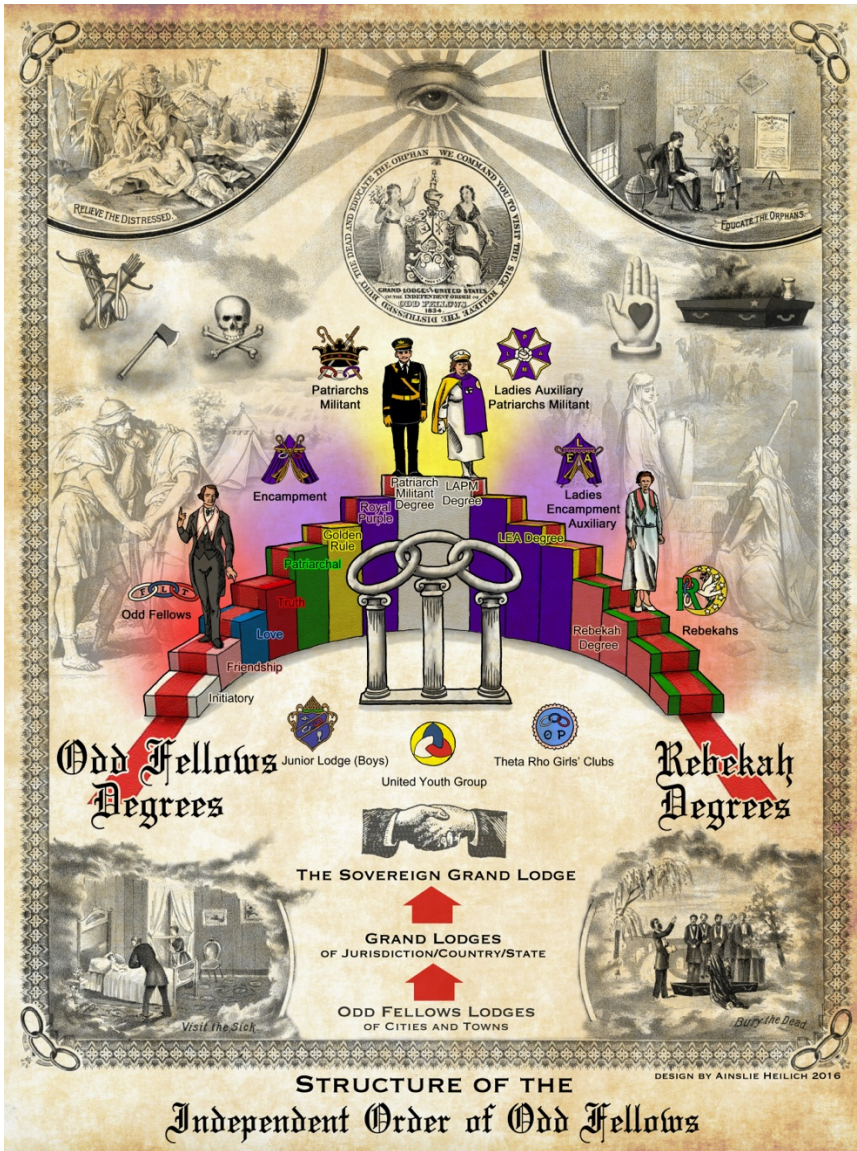 RELIEVE THE DISTRESSED.
EDUCATE THE ORPHANS.
WE COMMAND YOU TO VISIT THE SICK RELIEVE THE DISTRESSED BURY THE DEAD AND EDUCATE THE ORPHAN
GRAND LODGE UNITED STATES
OF THE INDEPENDENT ORDER OF
ODD FELLOWS
1834
Patriarchs
Militant
P
L A
M
Ladies Auxiliary
Patriarchs Militant
Encampment
L
E A
Ladies
Encampment
Auxiliary
Patriarch
Militant
Degree
LAPM
Degree
Royal
Purple
Golden
Rule
LEA Degree
Patriarchal
F L T
Odd Fellows
Truth
Love
Friendship
Initiatory
Rebekah
Degree
R
Rebekahs
Junior Lodge (Boys)
United Youth Group
Θ Ρ
Theta Rho Girls' Clubs
Odd Fellows
Degrees
Rebekah
Degrees
THE SOVEREIGN GRAND LODGE
GRAND LODGES
OF JURISDICTION/COUNTRY/STATE
ODD FELLOWS LODGES
OF CITIES AND TOWNS
Visit the Sick
Bury the Dead
DESIGN BY AINSLIE HEILICH 2016
STRUCTURE OF THE
Independent Order of Odd Fellows